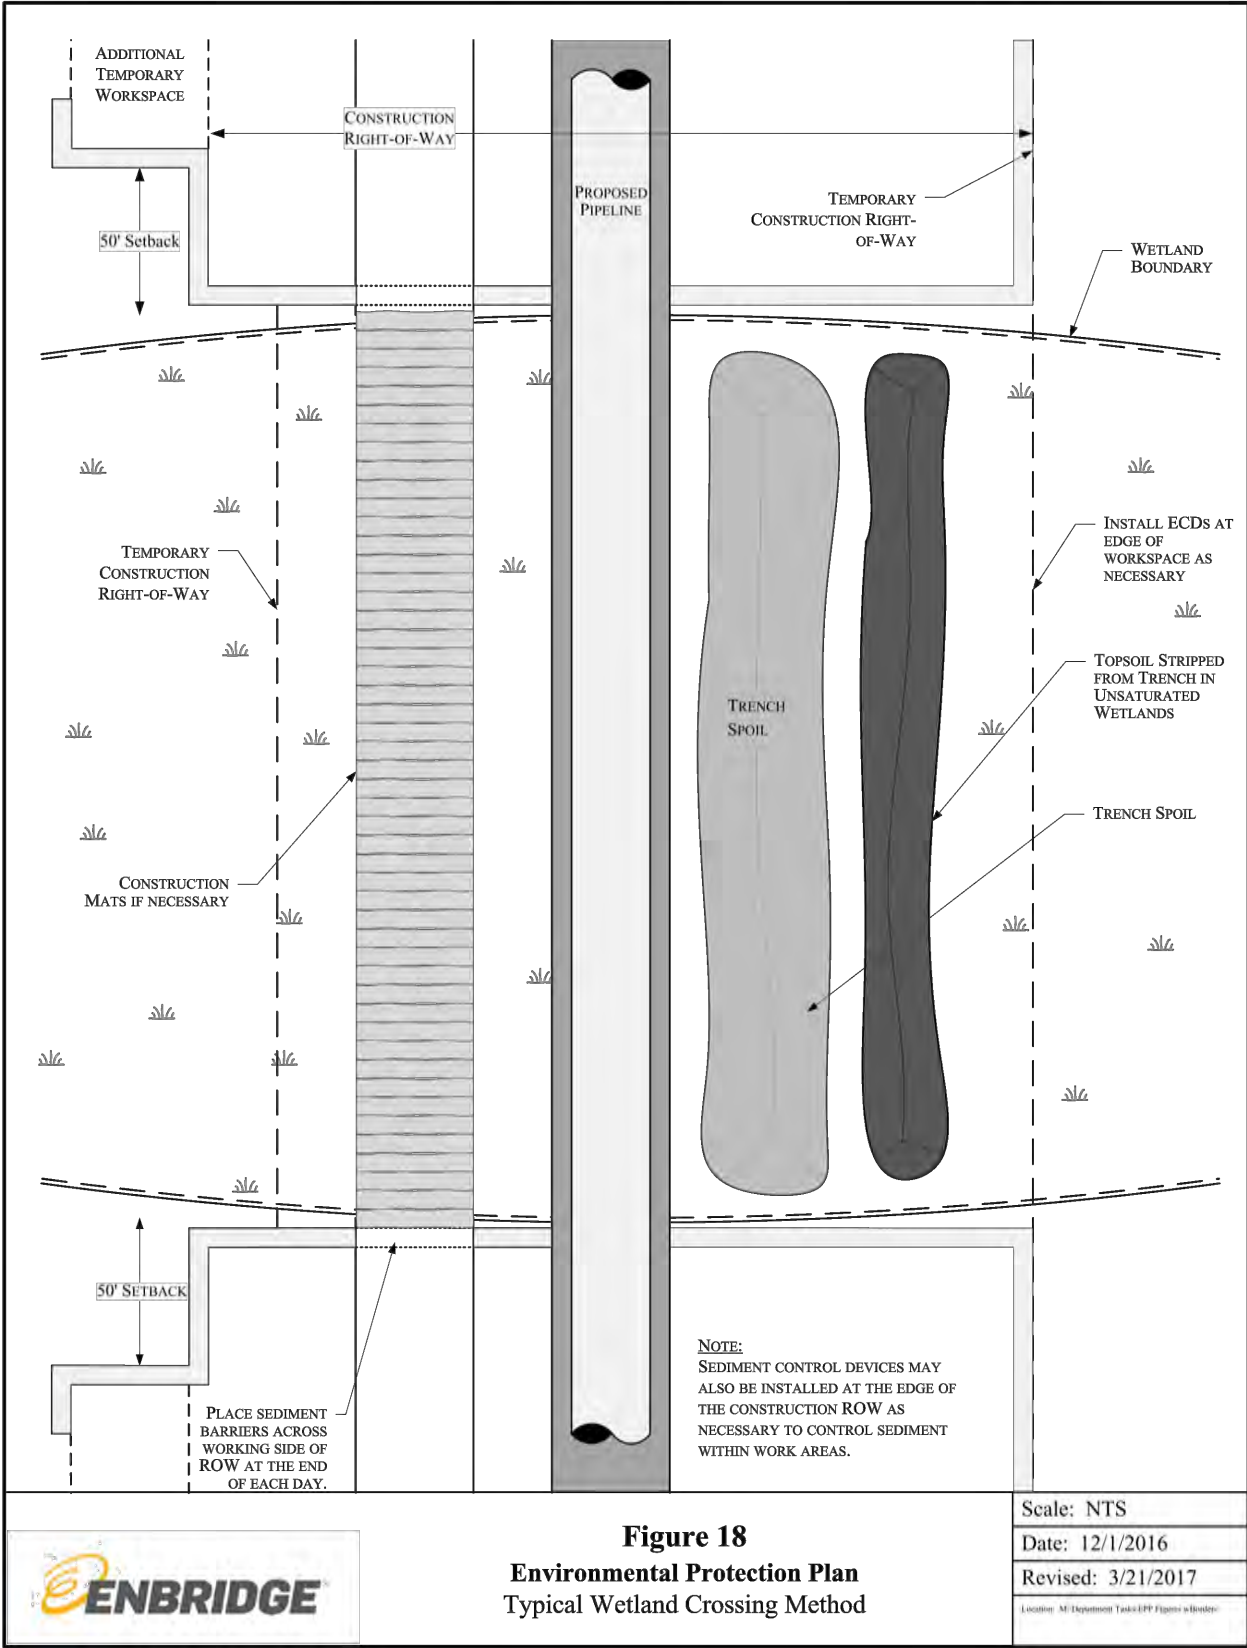 ADDITIONAL
TEMPORARY
WORKSPACE
CONSTRUCTION
RIGHT-OF-WAY
PROPOSED
PIPELINE
TEMPORARY
CONSTRUCTION RIGHT-
OF-WAY
50' Setback
WETLAND
BOUNDARY
TEMPORARY
CONSTRUCTION
RIGHT-OF-WAY
INSTALL ECDS AT
EDGE OF
WORKSPACE AS
NECESSARY
TOPSOIL STRIPPED
FROM TRENCH IN
UNSATURATED
WETLANDS
TRENCH
SPOIL
TRENCH SPOIL
CONSTRUCTION
MATS IF NECESSARY
50' SETBACK
PLACE SEDIMENT
BARRIERS ACROSS
WORKING SIDE OF
ROW AT THE END
OF EACH DAY.
NOTE:
SEDIMENT CONTROL DEVICES MAY
ALSO BE INSTALLED AT THE EDGE OF
THE CONSTRUCTION ROW AS
NECESSARY TO CONTROL SEDIMENT
WITHIN WORK AREAS.
ENBRIDGE
Figure 18
Environmental Protection Plan
Typical Wetland Crossing Method
Scale: NTS
Date: 12/1/2016
Revised: 3/21/2017
Location: M: Department Tasks EPP Figures